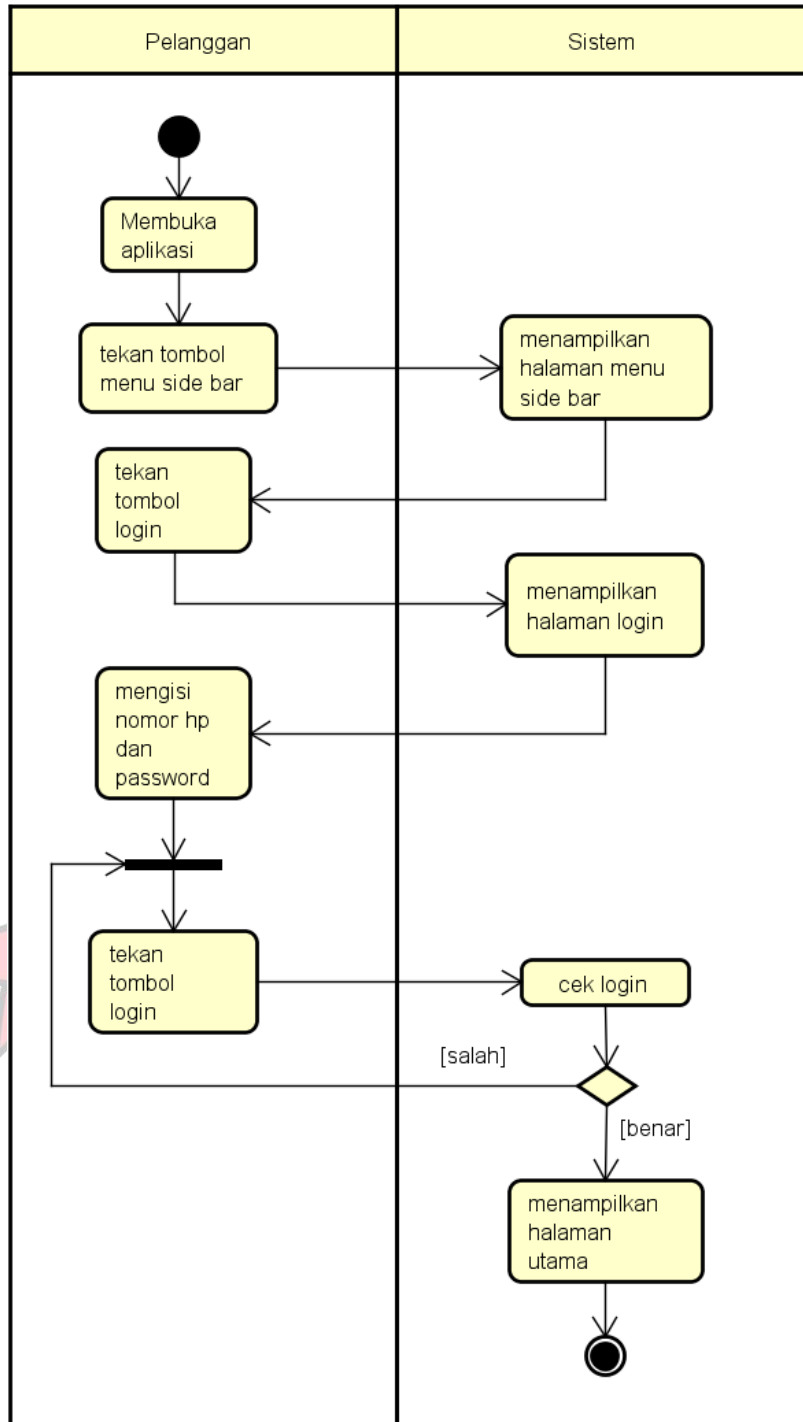 Pelanggan
Sistem
Membuka
aplikasi
tekan tombol
menu side bar
menampilkan
halaman menu
side bar
tekan
tombol
login
menampilkan
halaman login
mengisi
nomor hp
dan
password
tekan
tombol
login
cek login
[salah]
[benar]
menampilkan
halaman
utama